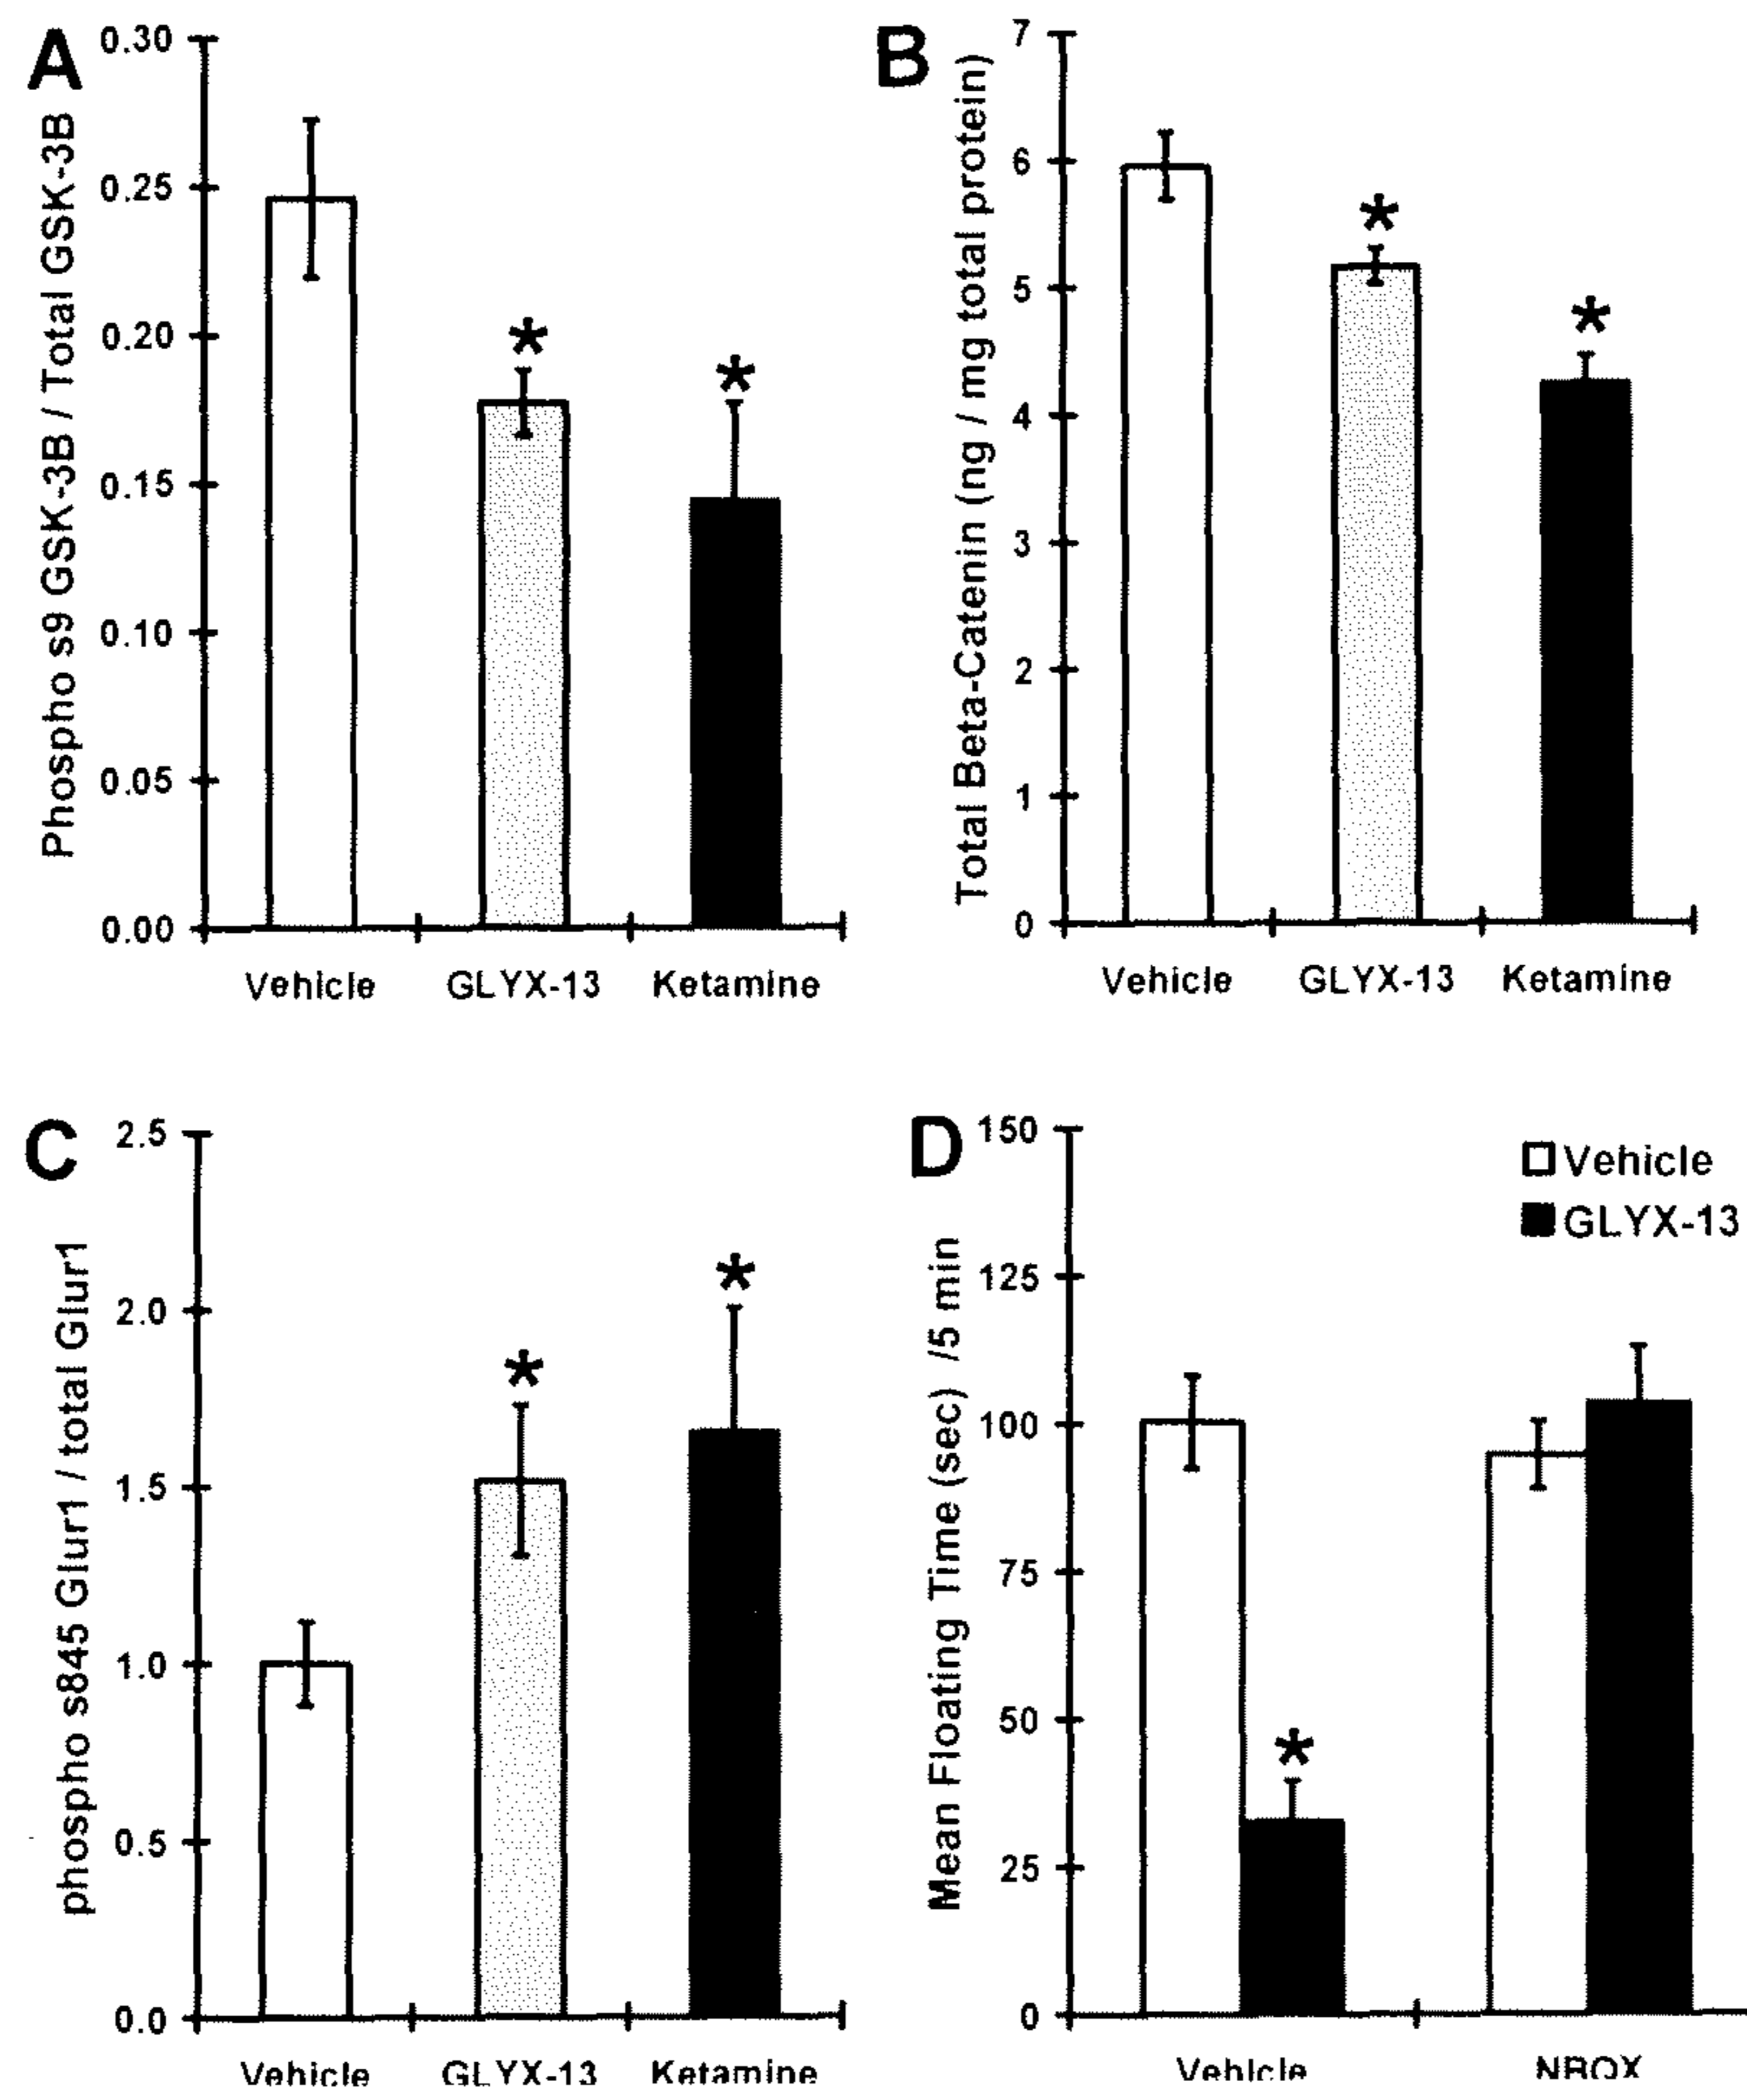 A
Phospho s9 GSK-3B / Total GSK-3B
0.30
0.25
0.20
0.15
0.10
0.05
0.00
*
*
Vehicle GLYX-13 Ketamine
B
Total Beta-Catenin (ng / mg total protein)
7
6
5
4
3
2
1
0
*
*
Vehicle GLYX-13 Ketamine
C
phospho s845 Glur1 / total Glur1
2.5
2.0
1.5
1.0
0.5
0.0
*
*
Vehicle GLYX-13 Ketamine
D
Mean Floating Time (sec) /5 min
150
125
100
75
50
25
0
Vehicle
GLYX-13
*
Vehicle NBQX